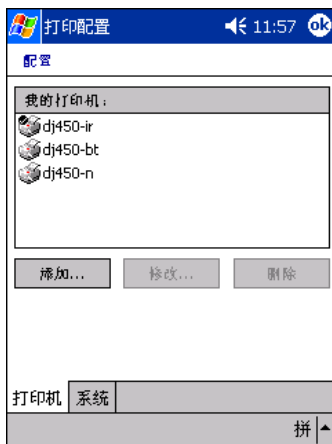 打印配置 11:57 ok
配置
我的打印机：
dj450-ir
dj450-bt
dj450-n
添加... 修改... 删除
打印机 系统
拼